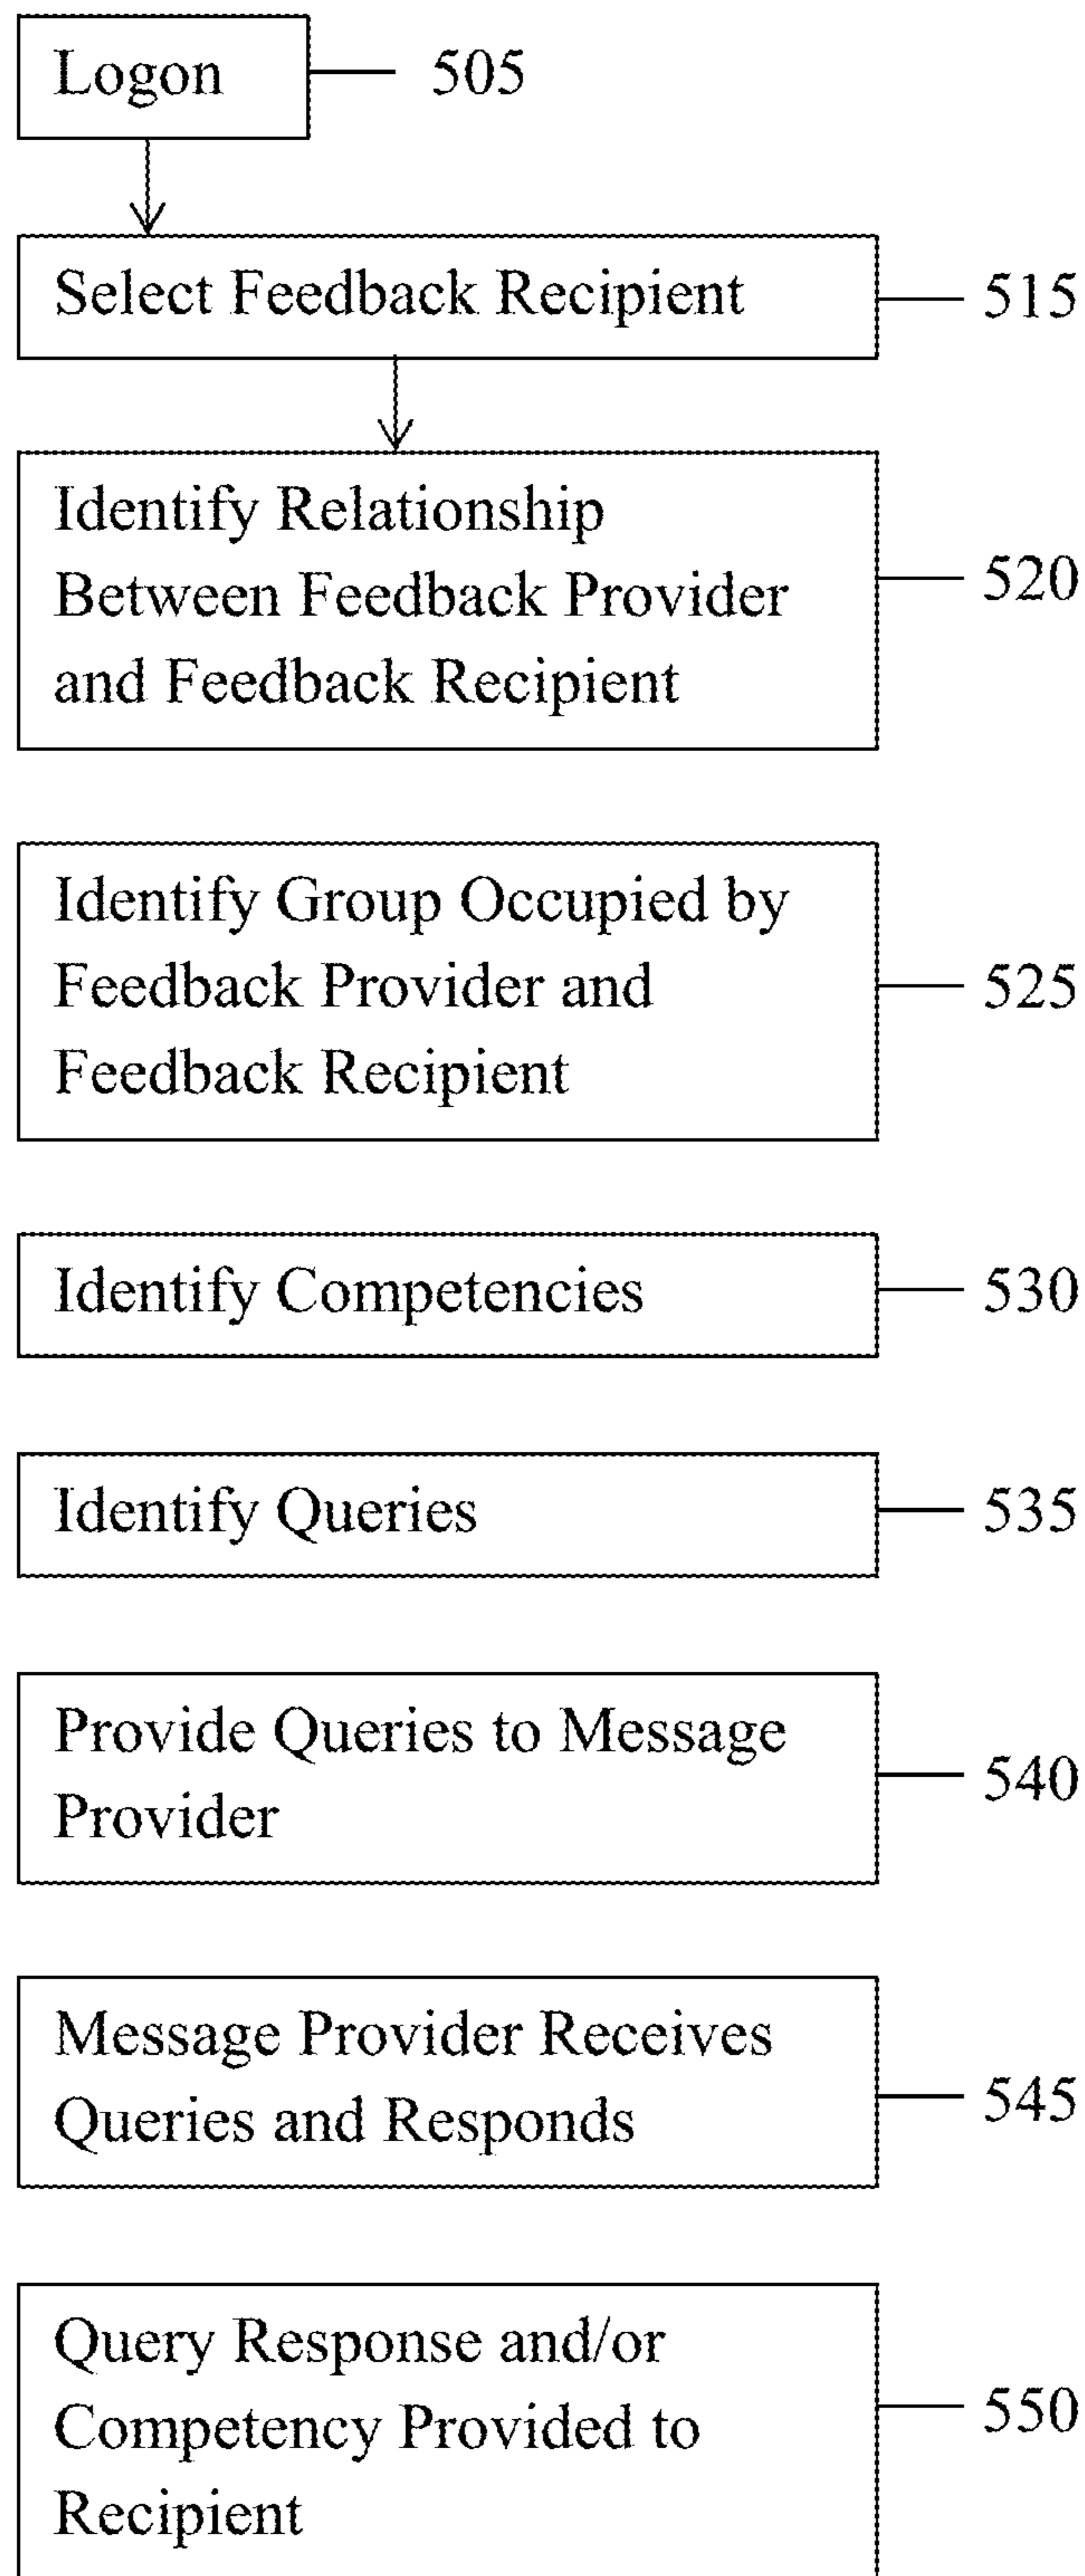 Logon 505
Select Feedback Recipient 515
Identify Relationship
Between Feedback Provider 520
and Feedback Recipient
Identify Group Occupied by
Feedback Provider and 525
Feedback Recipient
Identify Competencies 530
Identify Queries 535
Provide Queries to Message
Provider 540
Message Provider Receives
Queries and Responds 545
Query Response and/or
Competency Provided to 550
Recipient